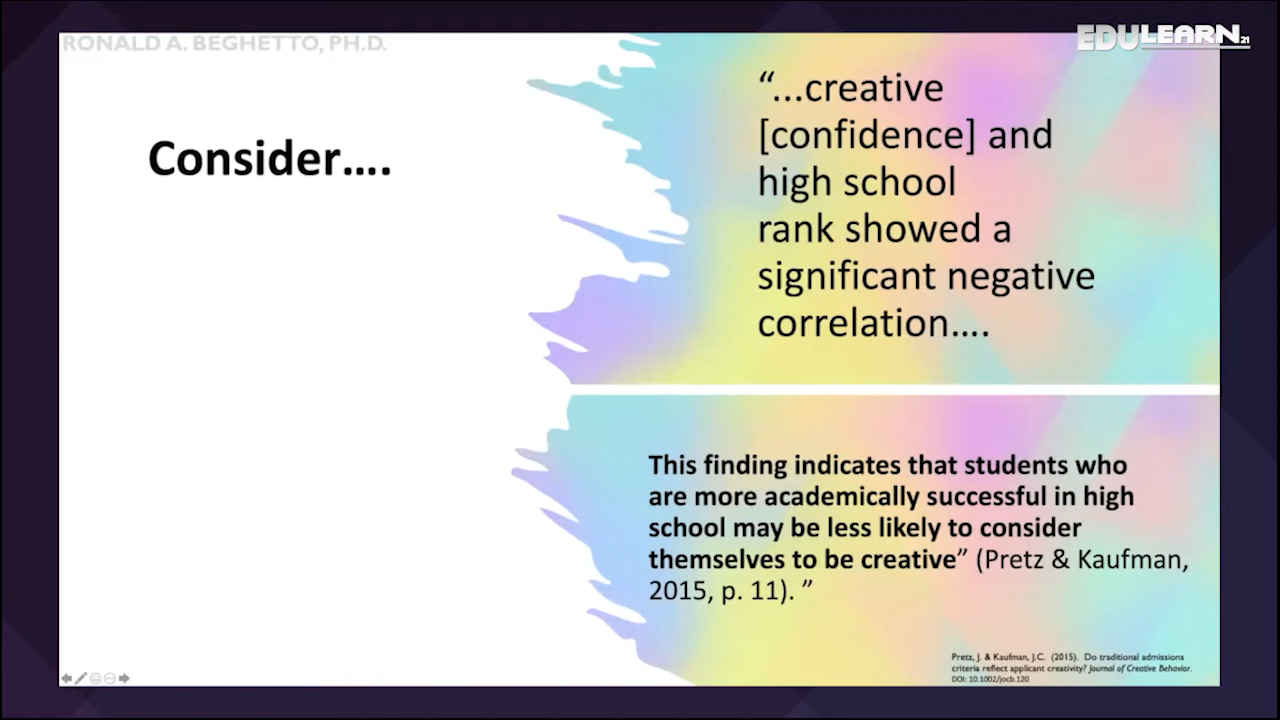 RONALD A. BEGHETTO, PH.D.
EDULEARN21
Consider....
“...creative
[confidence] and
high school
rank showed a
significant negative
correlation....
This finding indicates that students who
are more academically successful in high
school may be less likely to consider
themselves to be creative” (Pretz & Kaufman,
2015, p. 11). ”
Pretz, J. & Kaufman, J.C. (2015). Do traditional admissions
criteria reflect applicant creativity? Journal of Creative Behavior.
DOI: 10.1002/jocb.120